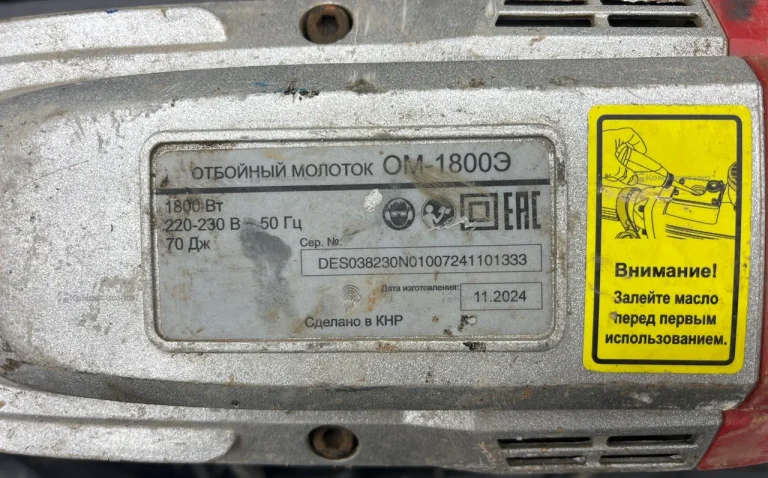 ОТБОЙНЫЙ МОЛОТОК ОМ-1800Э
1800 Вт
220-230 В ~ 50 Гц
70 Дж
EAC
Сер. №:
DES038230N01007241101333
Дата изготовления:
11.2024
Сделано в КНР
Внимание!
Залейте масло
перед первым
использованием.